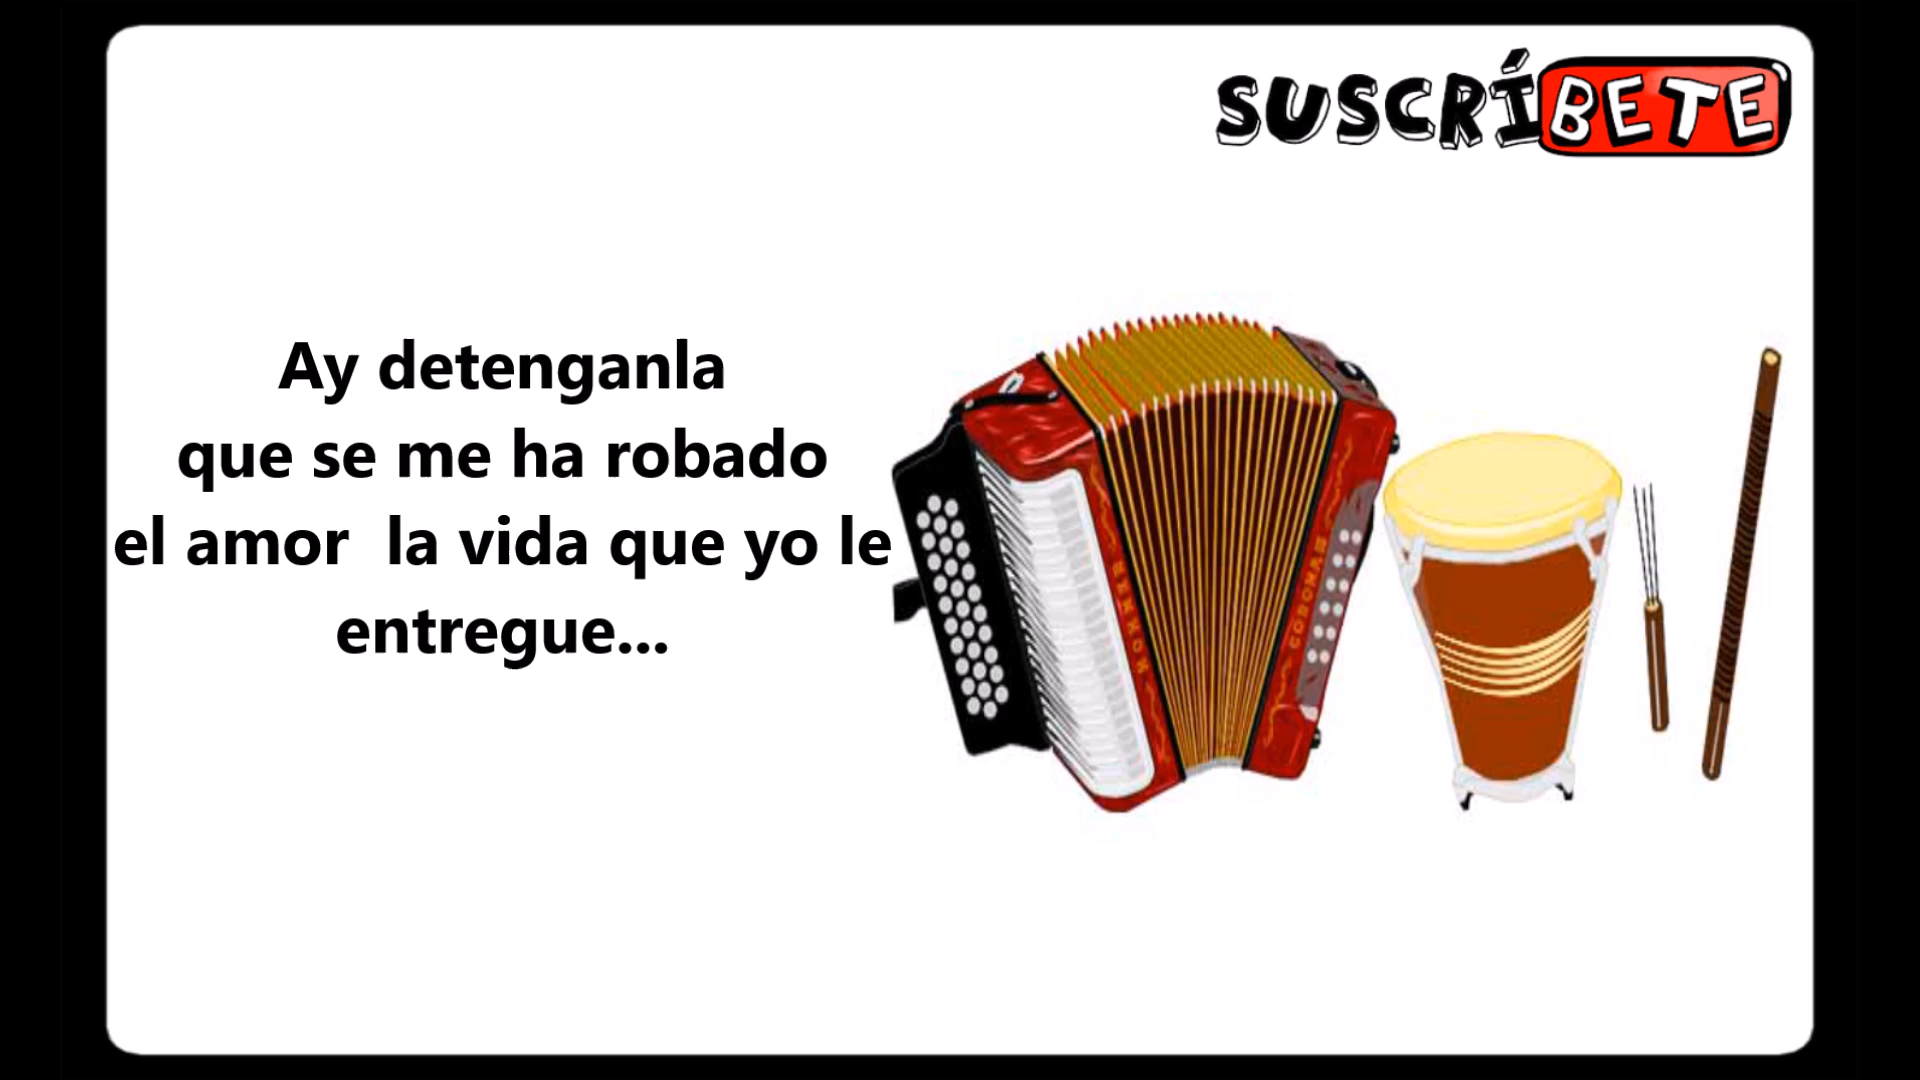 SUSCRÍBETE
Ay detenganla
que se me ha robado
el amor  la vida que yo le
entregue...